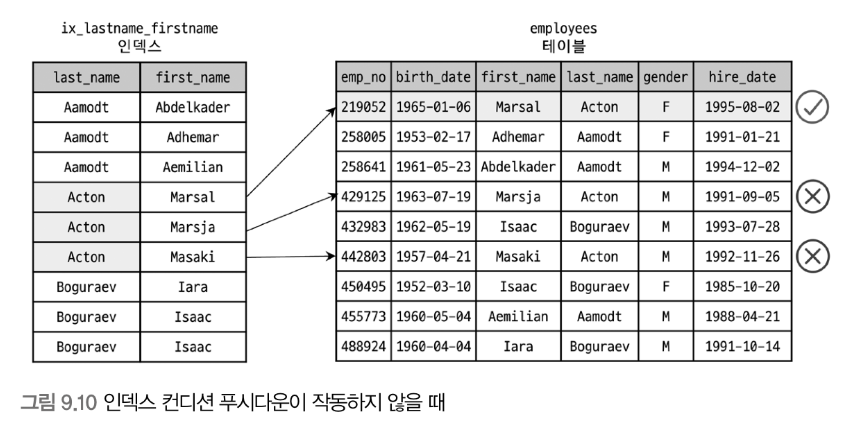 ix_lastname_firstname
인덱스
last_name first_name
Aamodt Abdelkader
Aamodt Adhemar
Aamodt Aemilian
Acton Marsal
Acton Marsja
Acton Masaki
Boguraev Iara
Boguraev Isaac
Boguraev Isaac
employees
테이블
emp_no birth_date first_name last_name gender hire_date
219052 1965-01-06 Marsal Acton F 1995-08-02
258005 1953-02-17 Adhemar Aamodt F 1991-01-21
258641 1961-05-23 Abdelkader Aamodt M 1994-12-02
429125 1963-07-19 Marsja Acton M 1991-09-05
432983 1962-05-19 Isaac Boguraev M 1993-07-28
442803 1957-04-21 Masaki Acton M 1992-11-26
450495 1952-03-10 Isaac Boguraev F 1985-10-20
455773 1960-05-04 Aemilian Aamodt M 1988-04-21
488924 1960-04-04 Iara Boguraev M 1991-10-14
그림 9.10 인덱스 컨디션 푸시다운이 작동하지 않을 때